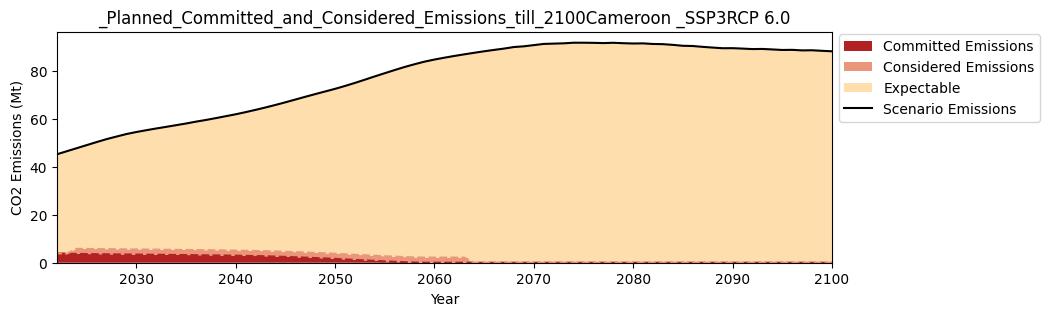 _Planned_Committed_and_Considered_Emissions_till_2100Cameroon _SSP3RCP 6.0
CO2 Emissions (Mt)
80
60
40
20
0
2030 2040 2050 2060 2070 2080 2090 2100
Year
Committed Emissions
Considered Emissions
Expectable
Scenario Emissions